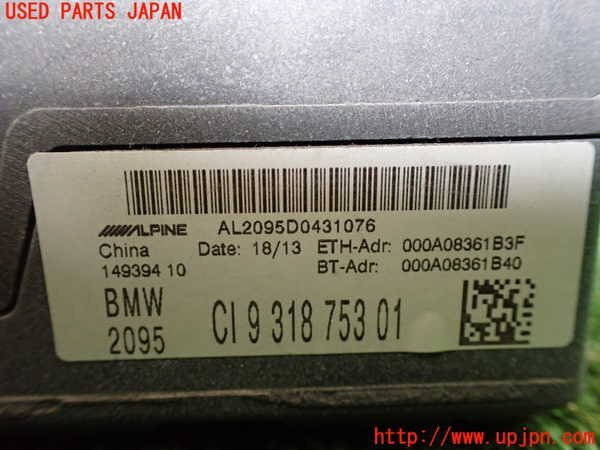 USED PARTS JAPAN
ALPINE AL2095D0431076
China Date: 18/13 ETH-Adr: 000A08361B3F
149394 10 BT-Adr: 000A08361B40
BMW
2095 CI 9 318 753 01
UPJ http://www.upjpn.com/